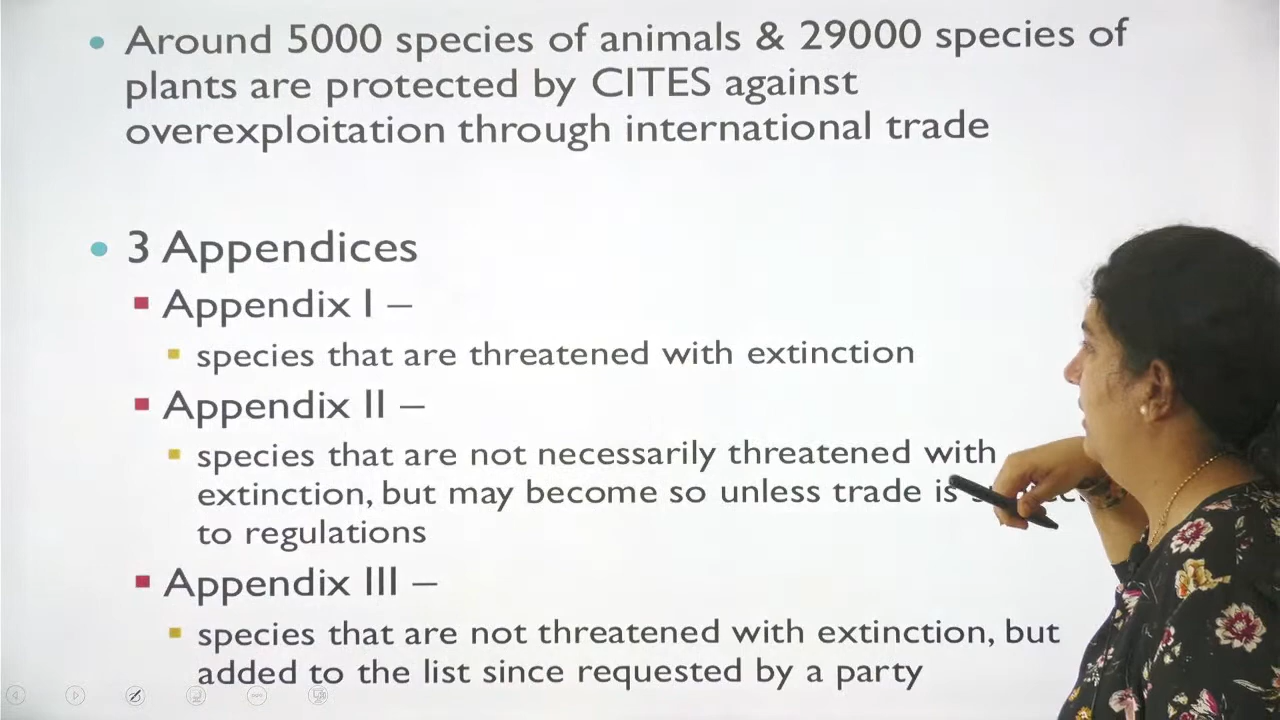 Around 5000 species of animals & 29000 species of
plants are protected by CITES against
overexploitation through international trade
3 Appendices
Appendix I –
species that are threatened with extinction
Appendix II –
species that are not necessarily threatened with
extinction, but may become so unless trade is
to regulations
Appendix III –
species that are not threatened with extinction, but
added to the list since requested by a party